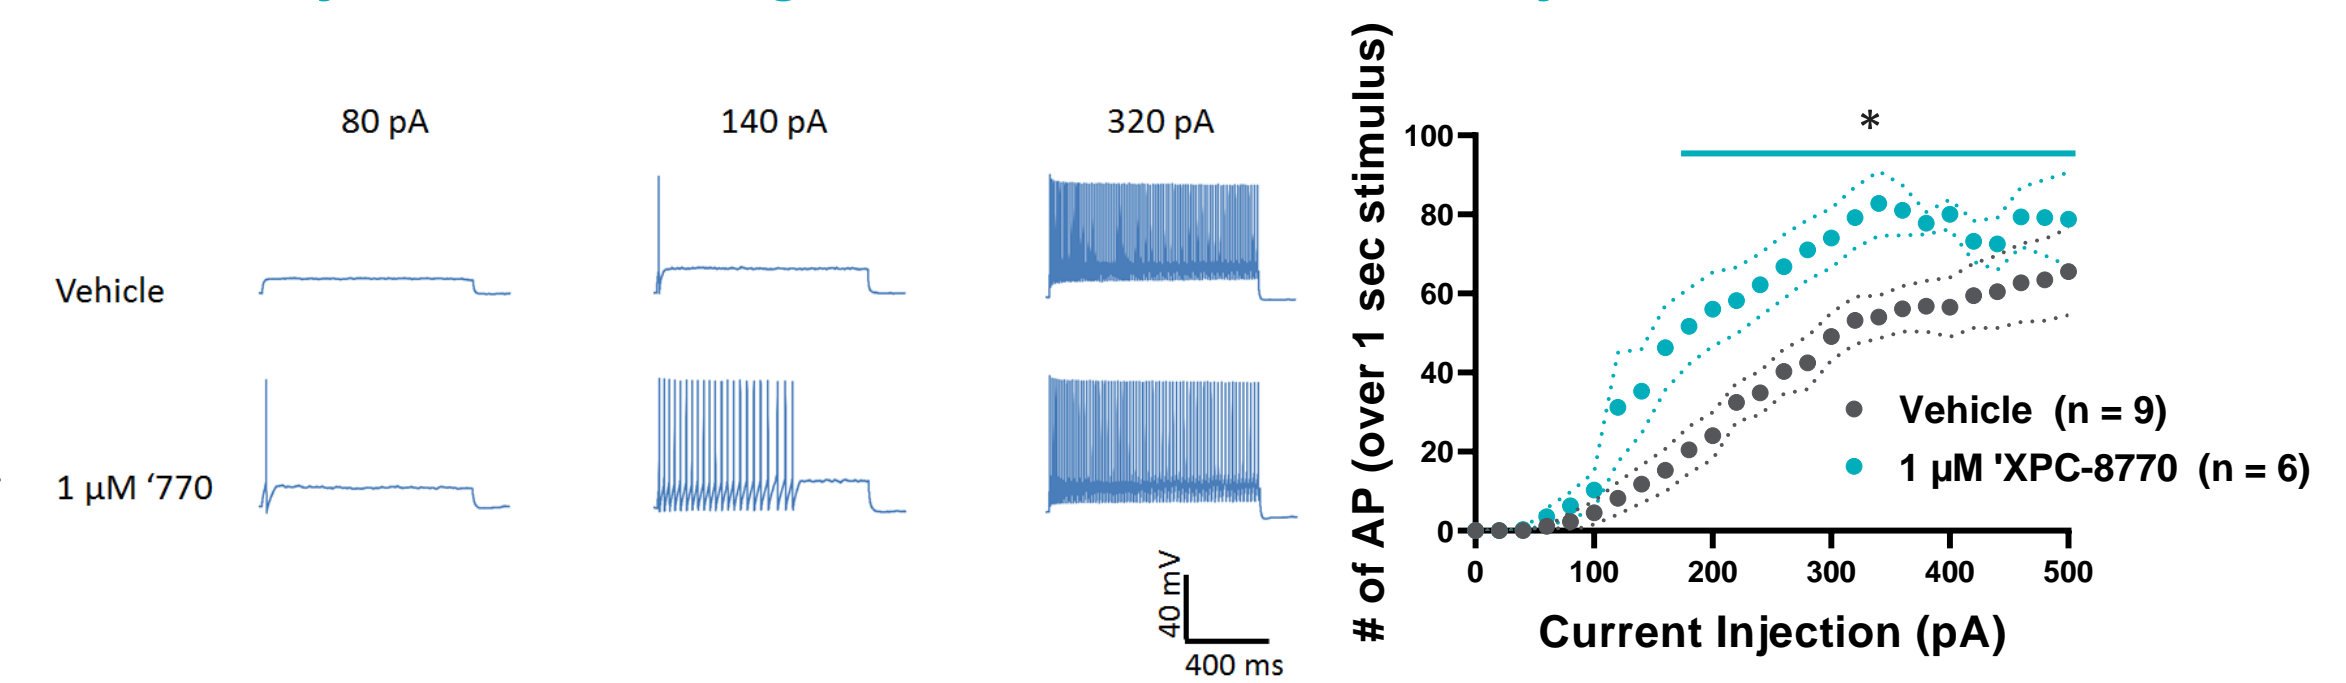 80 pA 140 pA 320 pA
Vehicle
1 µM ‘770
40 mV
400 ms
# of AP (over 1 sec stimulus)
*
100
80
60
40
20
0
0 100 200 300 400 500
Current Injection (pA)
Vehicle (n = 9)
1 µM 'XPC-8770 (n = 6)